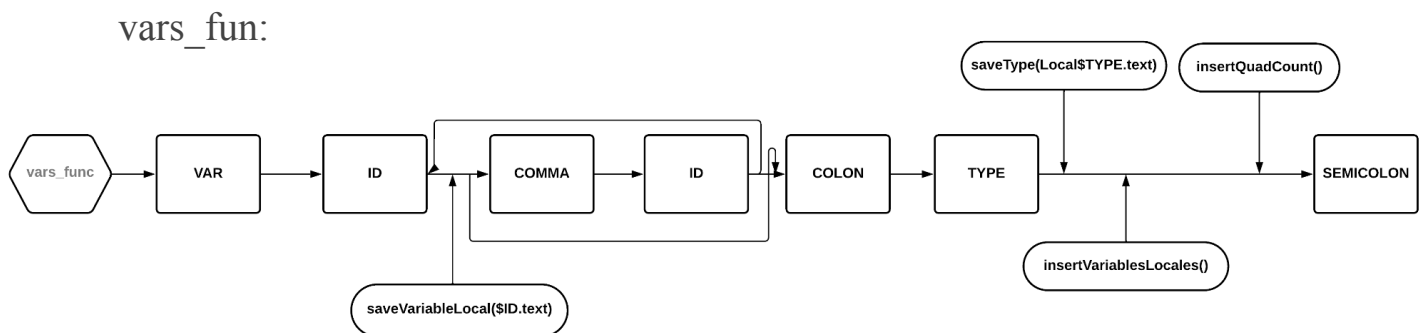 vars_fun:
saveType(Local$TYPE.text)
insertQuadCount()
vars_func
VAR
ID
COMMA
ID
COLON
TYPE
SEMICOLON
insertVariablesLocales()
saveVariableLocal($ID.text)